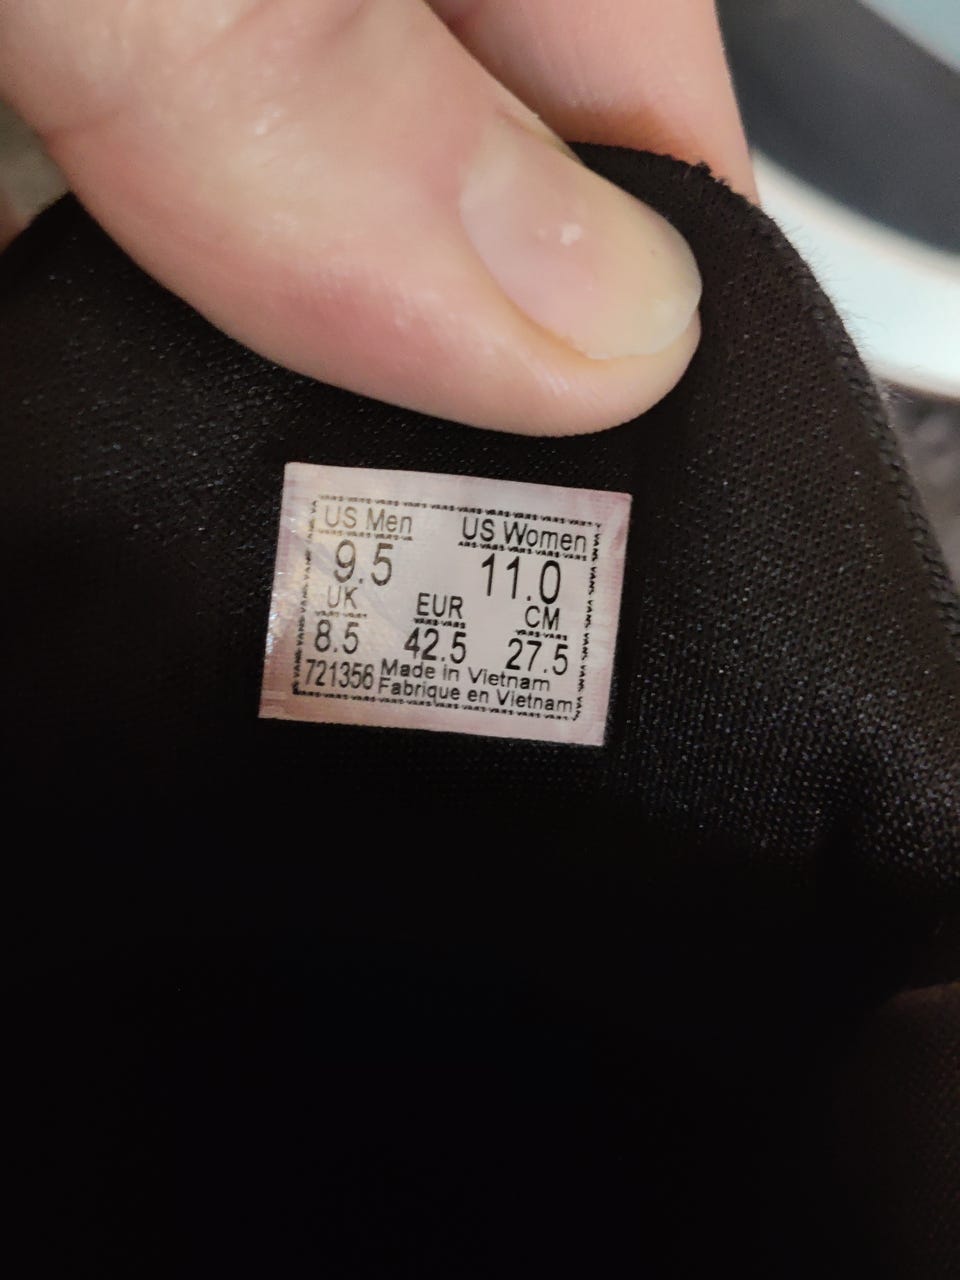 US Men US Women
9.5 11.0
UK EUR CM
8.5 42.5 27.5
721356 Made in Vietnam
Fabrique en Vietnam